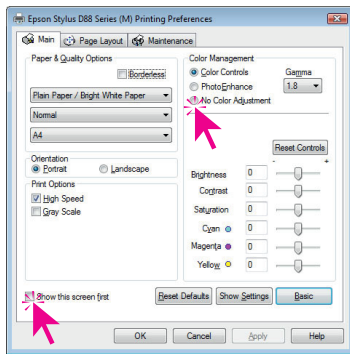 Epson Stylus D88 Series (M) Printing Preferences
Main
Page Layout
Maintenance
Paper & Quality Options
Borderless
Plain Paper / Bright White Paper
Normal
A4
Orientation
Portrait
Landscape
Print Options
High Speed
Gray Scale
Color Management
Color Controls
PhotoEnhance
No Color Adjustment
Gamma
1.8
Reset Controls
- +
Brightness 0
Contrast 0
Saturation 0
Cyan 0
Magenta 0
Yellow 0
Show this screen first
Reset Defaults
Show Settings
Basic
OK
Cancel
Apply
Help